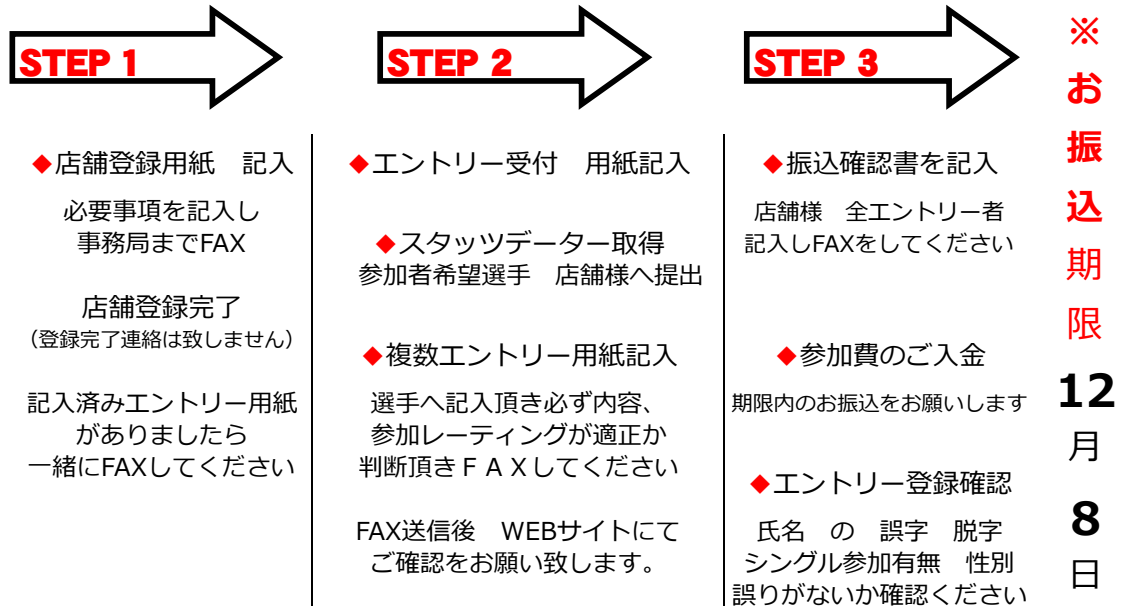 STEP 1
◆店舗登録用紙　記入
必要事項を記入し
事務局までFAX
店舗登録完了
（登録完了連絡は致しません）
記入済みエントリー用紙
がありましたら
一緒にFAXしてください
STEP 2
◆エントリー受付　用紙記入
◆スタッツデーター取得
参加者希望選手　店舗様へ提出
◆複数エントリー用紙記入
選手へ記入頂き必ず内容、
参加レーティングが適正か
判断頂きＦＡＸしてください
FAX送信後　WEBサイトにて
ご確認をお願い致します。
STEP 3
◆振込確認書を記入
店舗様　全エントリー者
記入しFAXをしてください
◆参加費のご入金
期限内のお振込をお願いします
◆エントリー登録確認
氏名　の　誤字　脱字
シングル参加有無　性別
誤りがないか確認ください
※お振込期限12月8日